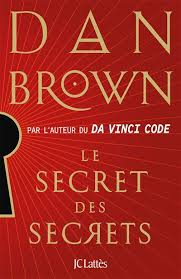 DAN
BROWN
PAR L'AUTEUR DU DA VINCI CODE
LE
SECRET
DES
SECRETS
JC Lattès